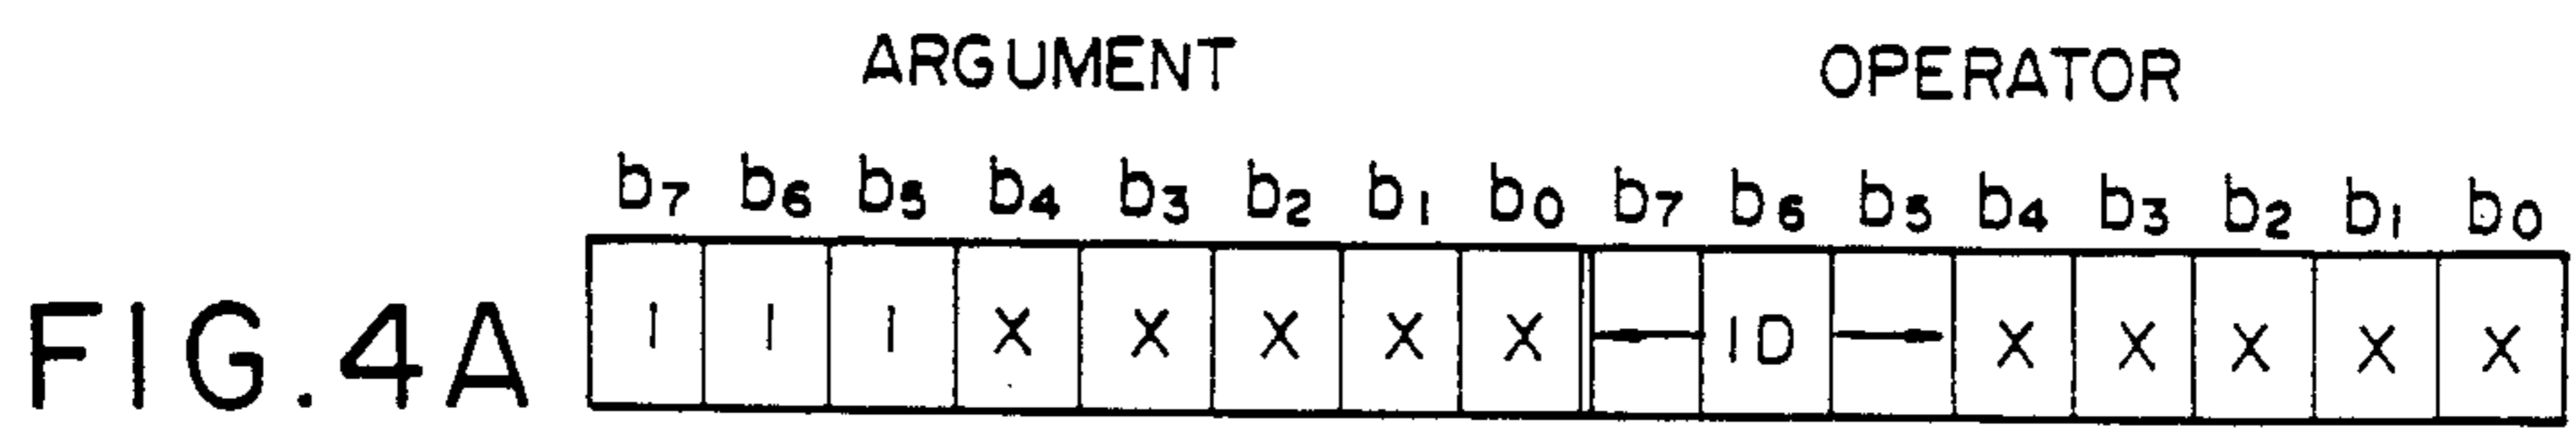 ARGUMENT OPERATOR
b7 b6 b5 b4 b3 b2 b1 b0 b7 b6 b5 b4 b3 b2 b1 b0
FIG.4A 1 1 1 X X X X X ← ID → X X X X X